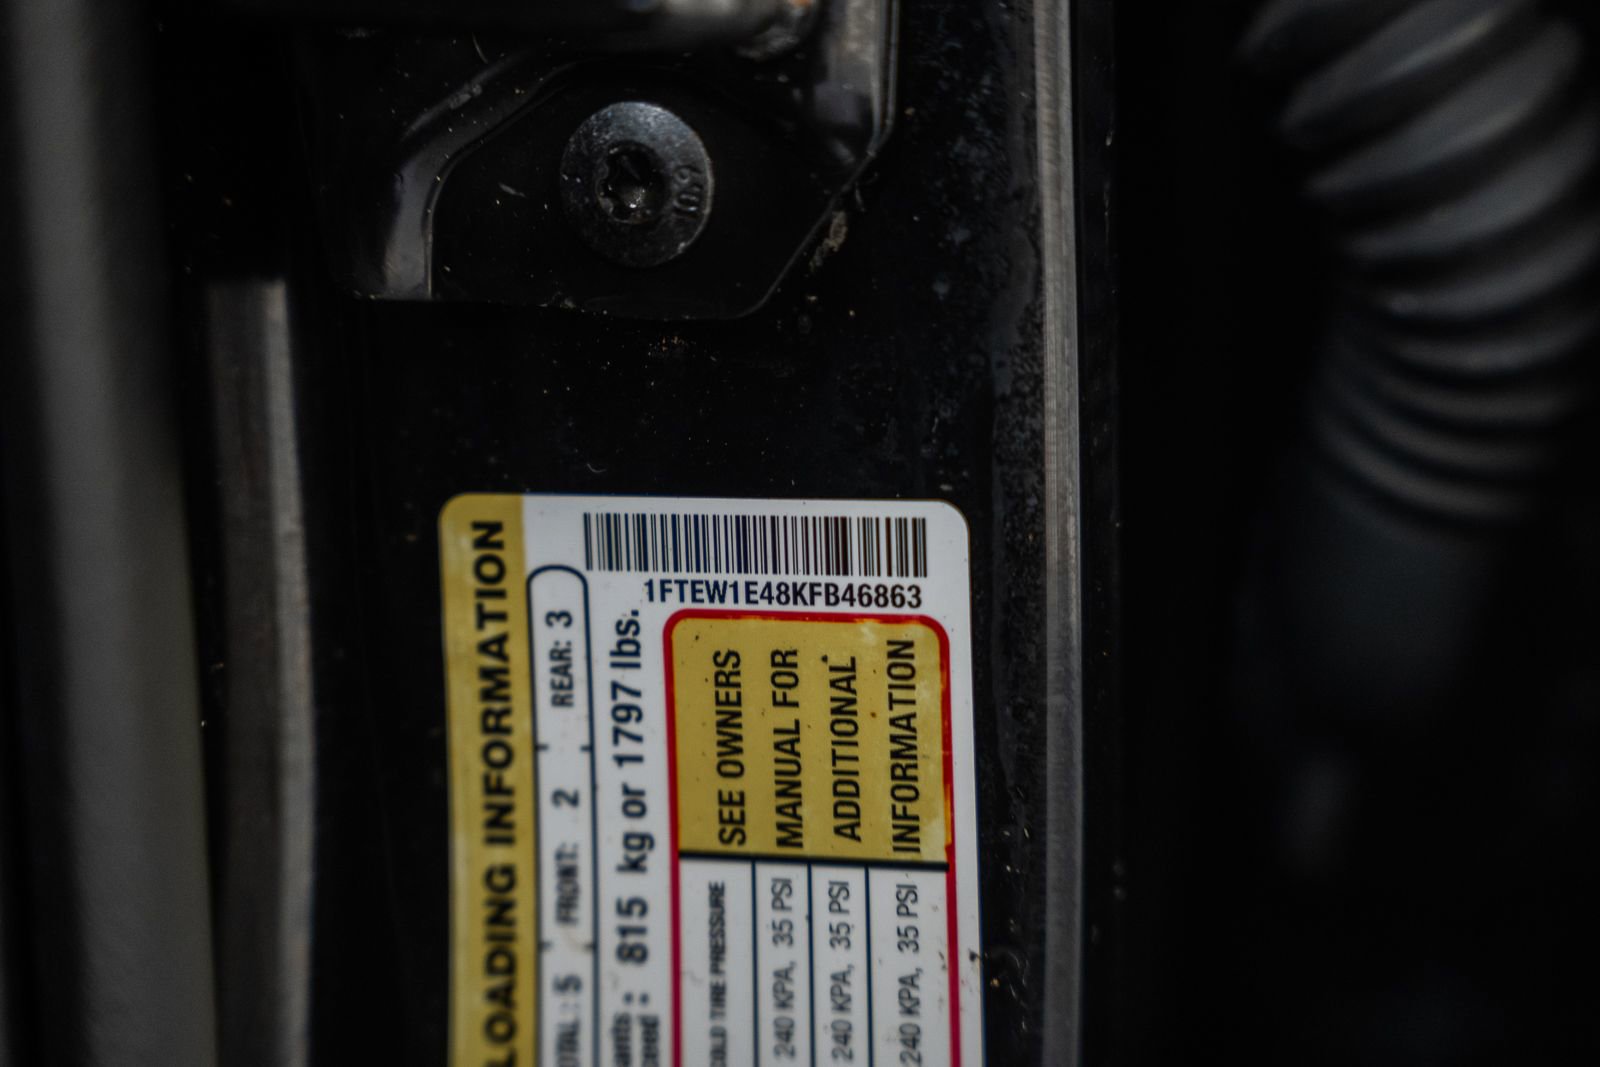 1FTEW1E48KFB46863
LOADING INFORMATION
OTAL: 5 FRONT: 2 REAR: 3
815 kg or 1797 lbs.
COLD TIRE PRESSURE
240 KPA, 35 PSI
240 KPA, 35 PSI
240 KPA, 35 PSI
SEE OWNERS
MANUAL FOR
ADDITIONAL
INFORMATION